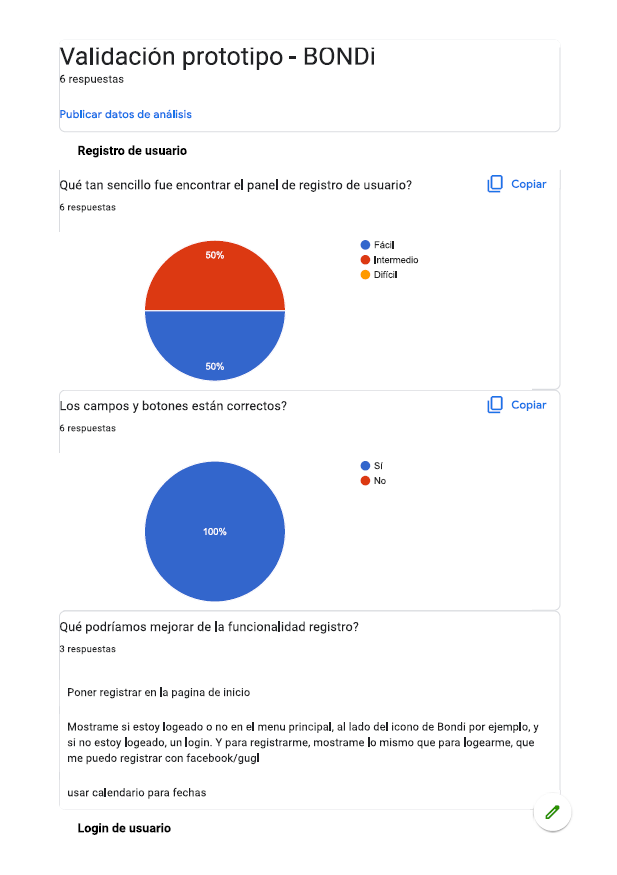 Validación prototipo - BONDi
6 respuestas
Publicar datos de análisis
Registro de usuario
Qué tan sencillo fue encontrar el panel de registro de usuario?
Copiar
6 respuestas
50%
50%
Fácil
Intermedio
Difícil
Los campos y botones están correctos?
Copiar
6 respuestas
100%
Sí
No
Qué podríamos mejorar de la funcionalidad registro?
3 respuestas
Poner registrar en la pagina de inicio
Mostrame si estoy logeado o no en el menu principal, al lado del icono de Bondi por ejemplo, y
si no estoy logeado, un login. Y para registrarme, mostrame lo mismo que para logearme, que
me puedo registrar con facebook/gugl
usar calendario para fechas
Login de usuario